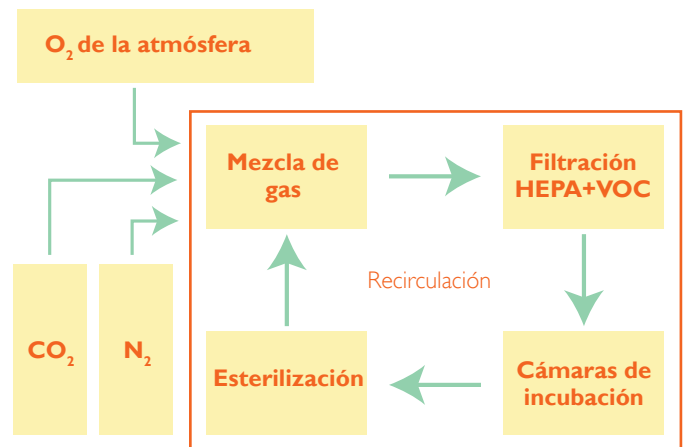 O₂ de la atmósfera
Mezcla de
gas
Filtración
HEPA+VOC
Recirculación
CO₂
N₂
Esterilización
Cámaras de
incubación